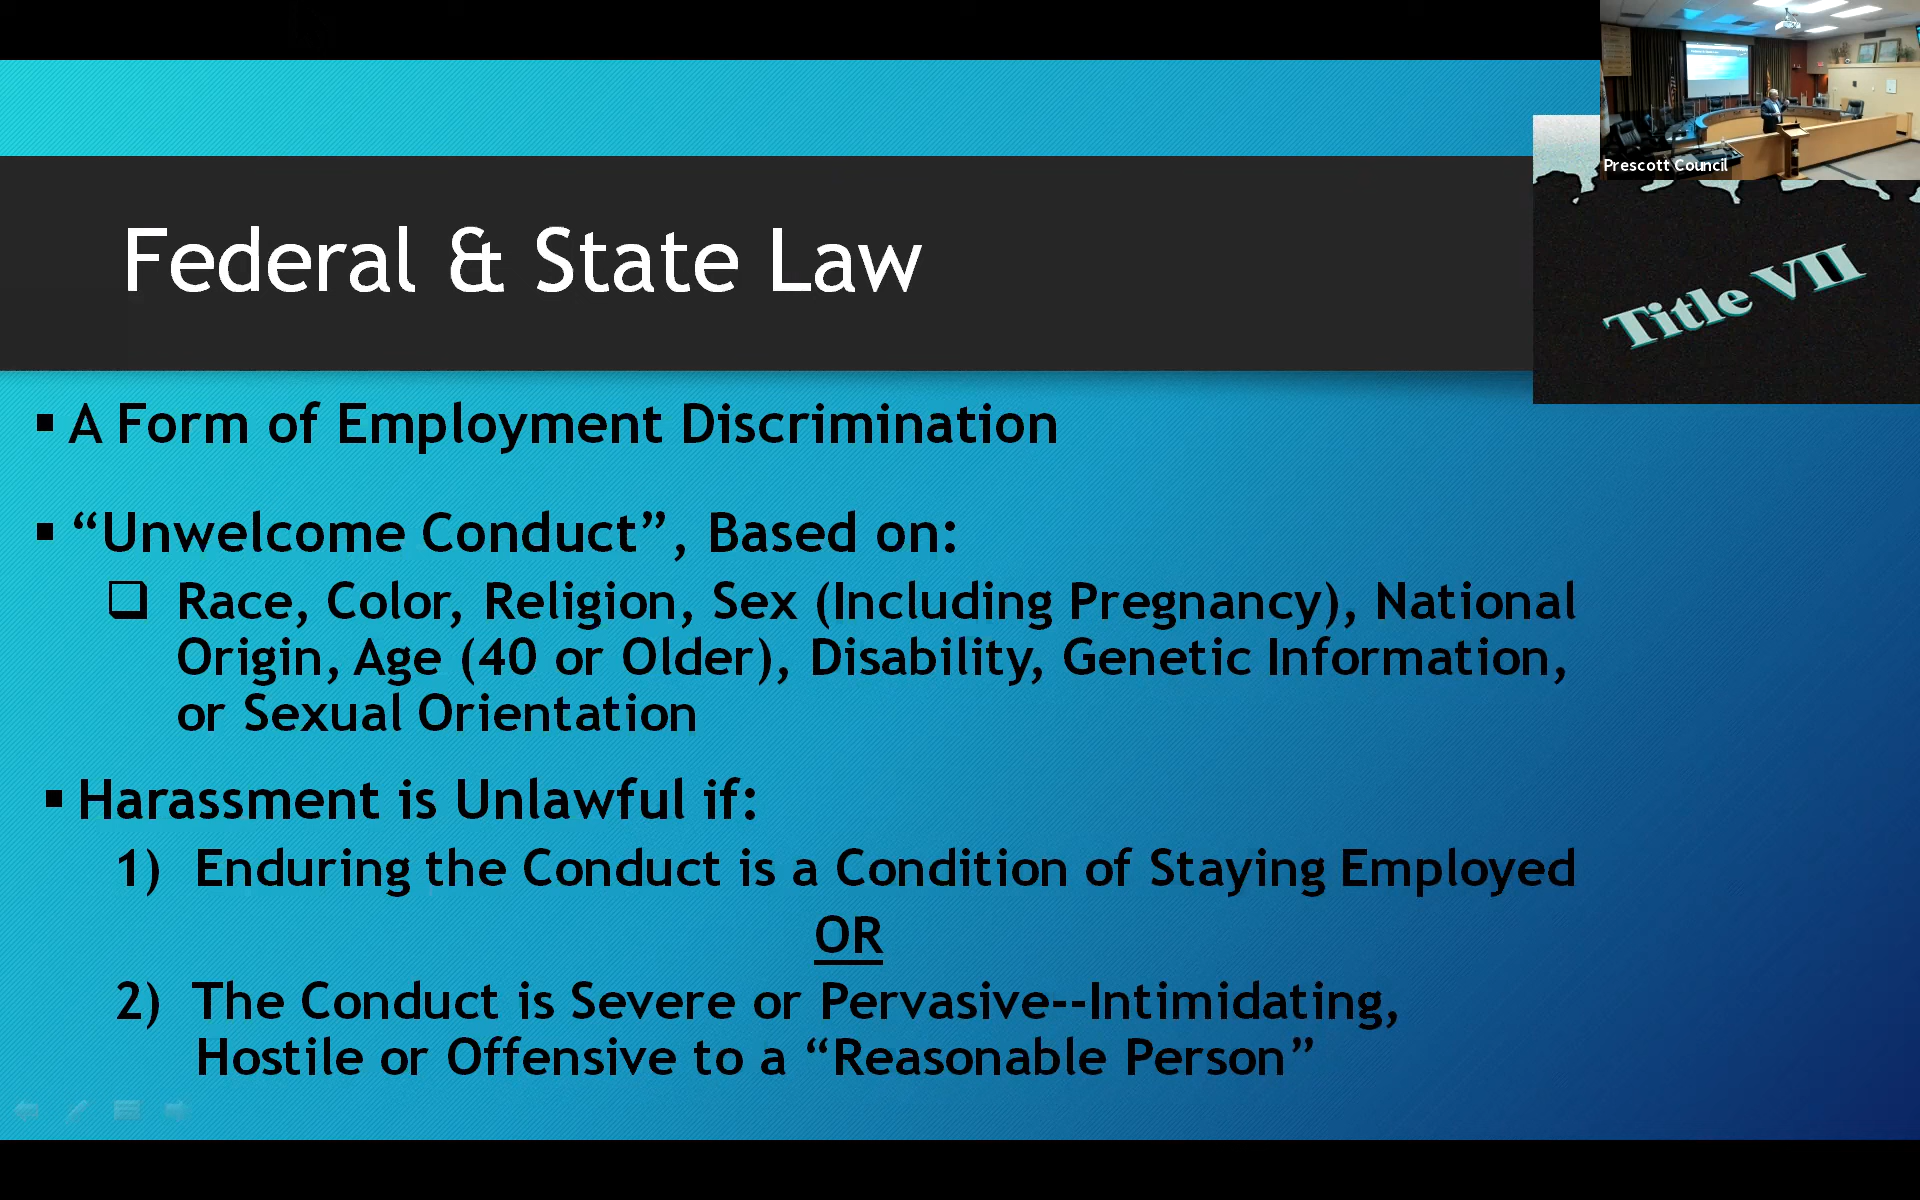 Prescott Council
Federal & State Law
Title VII
▪ A Form of Employment Discrimination
▪ “Unwelcome Conduct”, Based on:
❑ Race, Color, Religion, Sex (Including Pregnancy), National
Origin, Age (40 or Older), Disability, Genetic Information,
or Sexual Orientation
▪ Harassment is Unlawful if:
1) Enduring the Conduct is a Condition of Staying Employed
OR
2) The Conduct is Severe or Pervasive--Intimidating,
Hostile or Offensive to a “Reasonable Person”